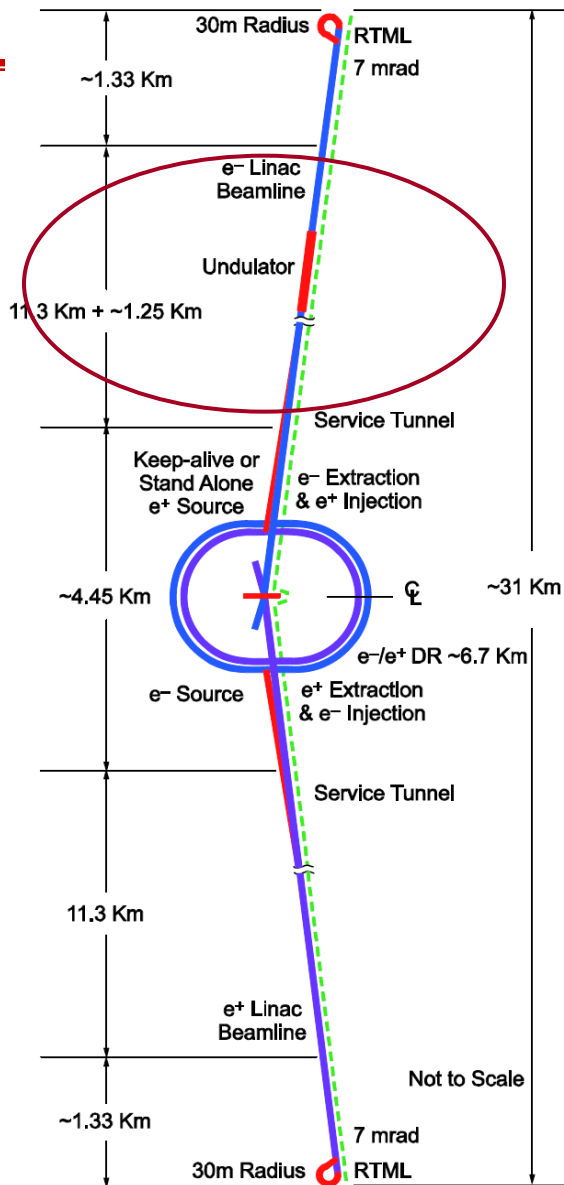 30m Radius
RTML
7 mrad
~1.33 Km
e– Linac
Beamline
Undulator
11.3 Km + ~1.25 Km
Service Tunnel
Keep-alive or
Stand Alone
e+ Source
e– Extraction
& e+ Injection
~4.45 Km
℄
~31 Km
e–/e+ DR ~6.7 Km
e– Source
e+ Extraction
& e– Injection
Service Tunnel
11.3 Km
e+ Linac
Beamline
Not to Scale
~1.33 Km
7 mrad
30m Radius
RTML